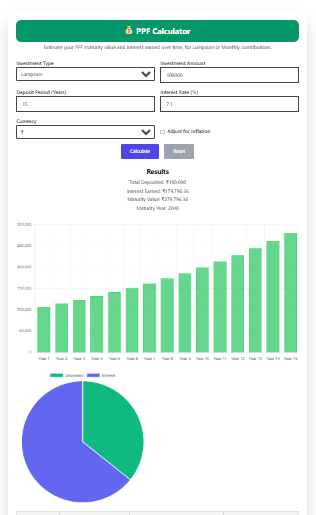 💰 PPF Calculator
Estimate your PPF maturity value and interest earned over time, for Lumpsum or Monthly contributions.
Investment Type
Investment Amount
Lumpsum
100000
Deposit Period (Years)
Interest Rate (%)
15
7.1
Currency
₹
Adjust for Inflation
Calculate
Reset
Results
Total Deposited: ₹100,000
Interest Earned: ₹179,796.36
Maturity Value: ₹279,796.36
Maturity Year: 2040
300,000
250,000
200,000
150,000
100,000
50,000
0
Year 1 Year 2 Year 3 Year 4 Year 5 Year 6 Year 7 Year 8 Year 9 Year 10 Year 11 Year 12 Year 13 Year 14 Year 15
Deposited Interest